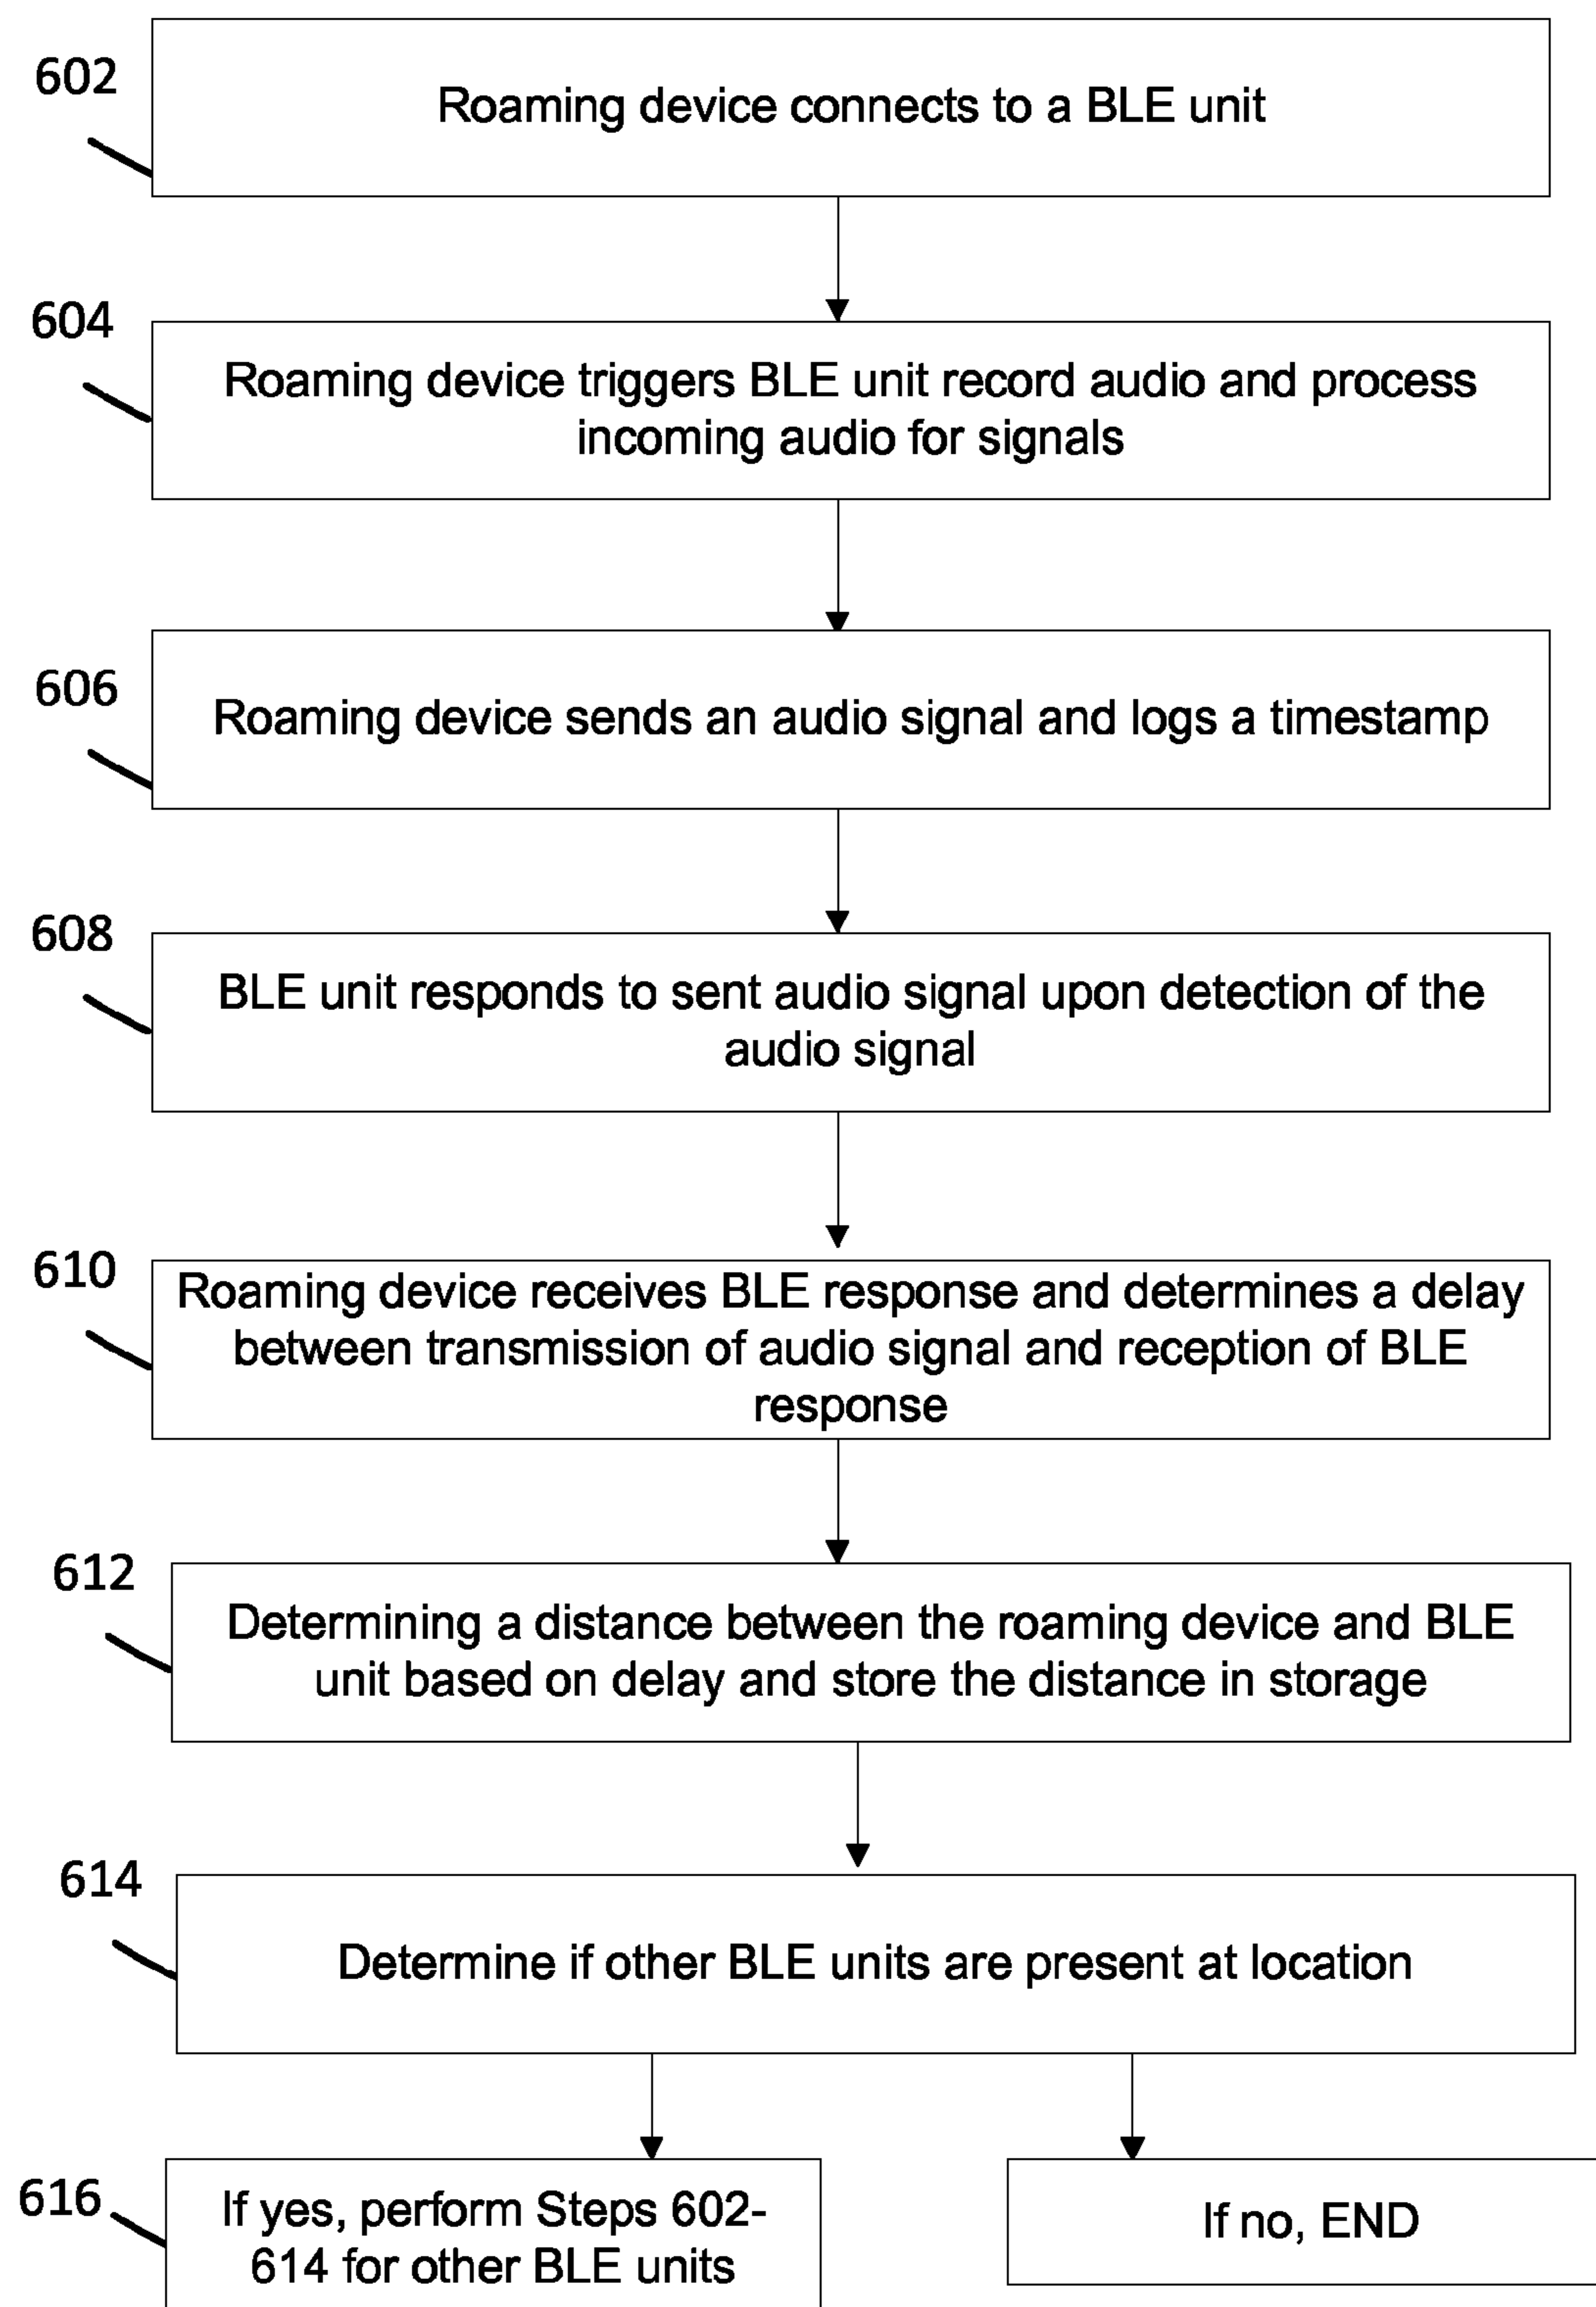 602
Roaming device connects to a BLE unit
604
Roaming device triggers BLE unit record audio and process
incoming audio for signals
606
Roaming device sends an audio signal and logs a timestamp
608
BLE unit responds to sent audio signal upon detection of the
audio signal
610
Roaming device receives BLE response and determines a delay
between transmission of audio signal and reception of BLE
response
612
Determining a distance between the roaming device and BLE
unit based on delay and store the distance in storage
614
Determine if other BLE units are present at location
616
If yes, perform Steps 602-
614 for other BLE units
If no, END